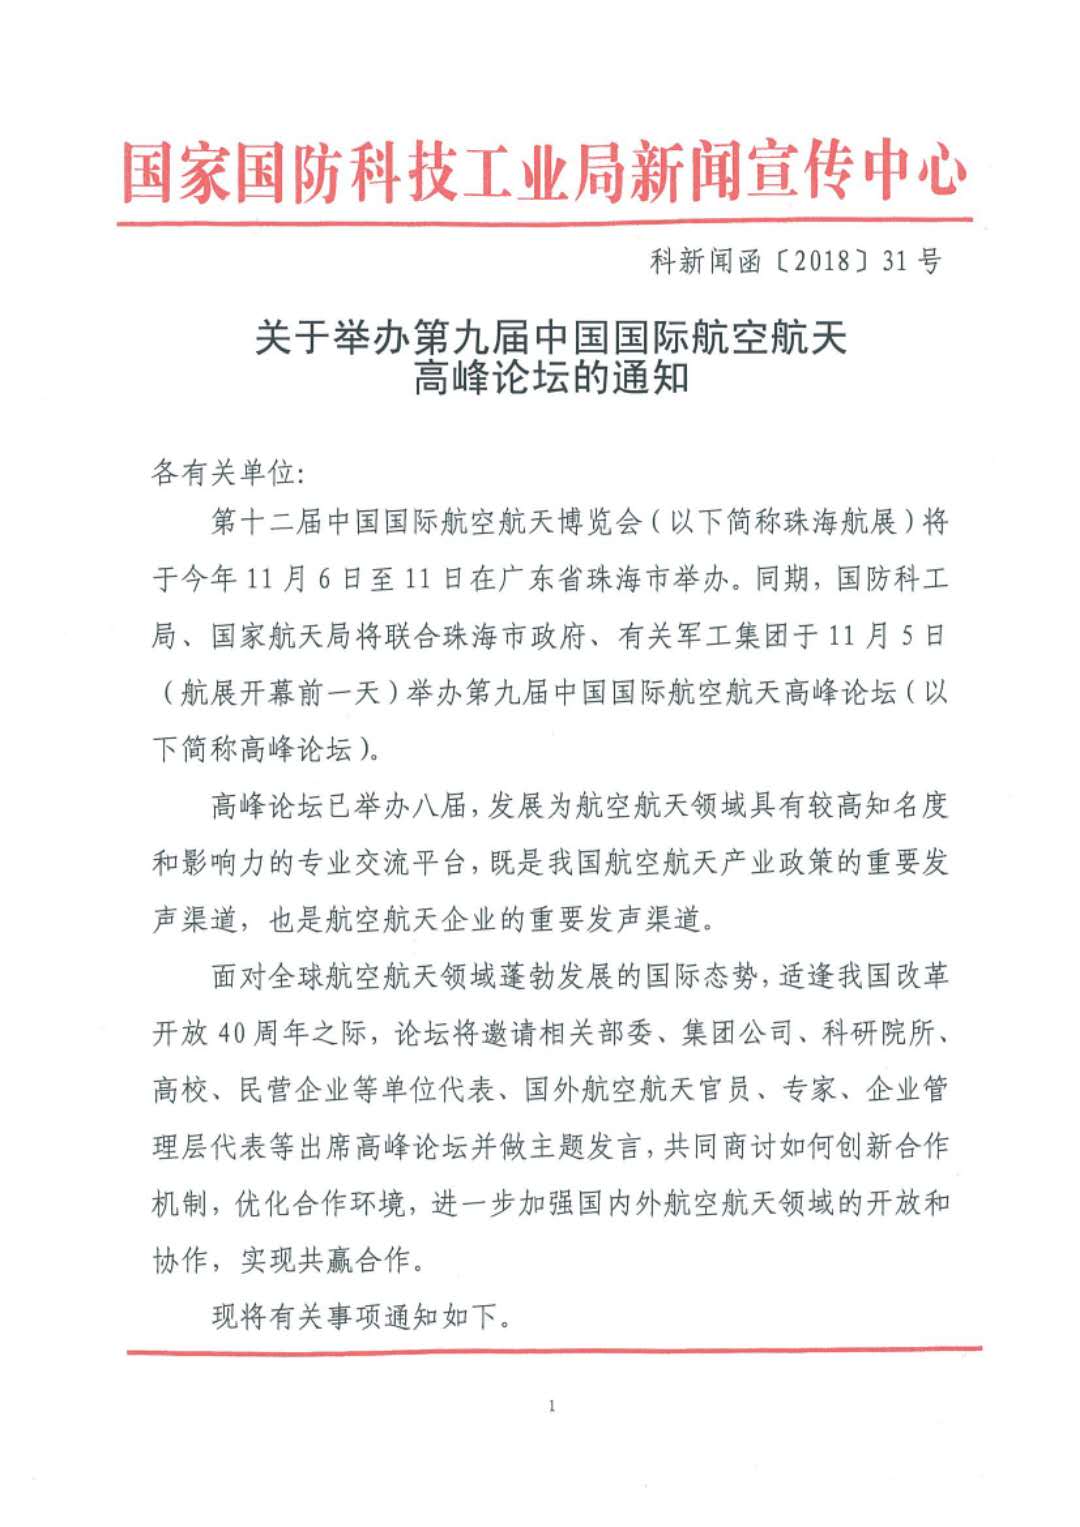 国家国防科技工业局新闻宣传中心
科新闻函〔2018〕31号
关于举办第九届中国国际航空航天
高峰论坛的通知
各有关单位:
第十二届中国国际航空航天博览会(以下简称珠海航展)将
于今年11月6日至11日在广东省珠海市举办。同期,国防科工
局、国家航天局将联合珠海市政府、有关军工集团于11月5日
(航展开幕前一天)举办第九届中国国际航空航天高峰论坛(以
下简称高峰论坛)。
高峰论坛已举办八届,发展为航空航天领域具有较高知名度
和影响力的专业交流平台,既是我国航空航天产业政策的重要发
声渠道,也是航空航天企业的重要发声渠道。
面对全球航空航天领域蓬勃发展的国际态势,适逢我国改革
开放40周年之际,论坛将邀请相关部委、集团公司、科研院所、
高校、民营企业等单位代表、国外航空航天官员、专家、企业管
理层代表等出席高峰论坛并做主题发言,共同商讨如何创新合作
机制,优化合作环境,进一步加强国内外航空航天领域的开放和
协作,实现共赢合作。
现将有关事项通知如下。
1